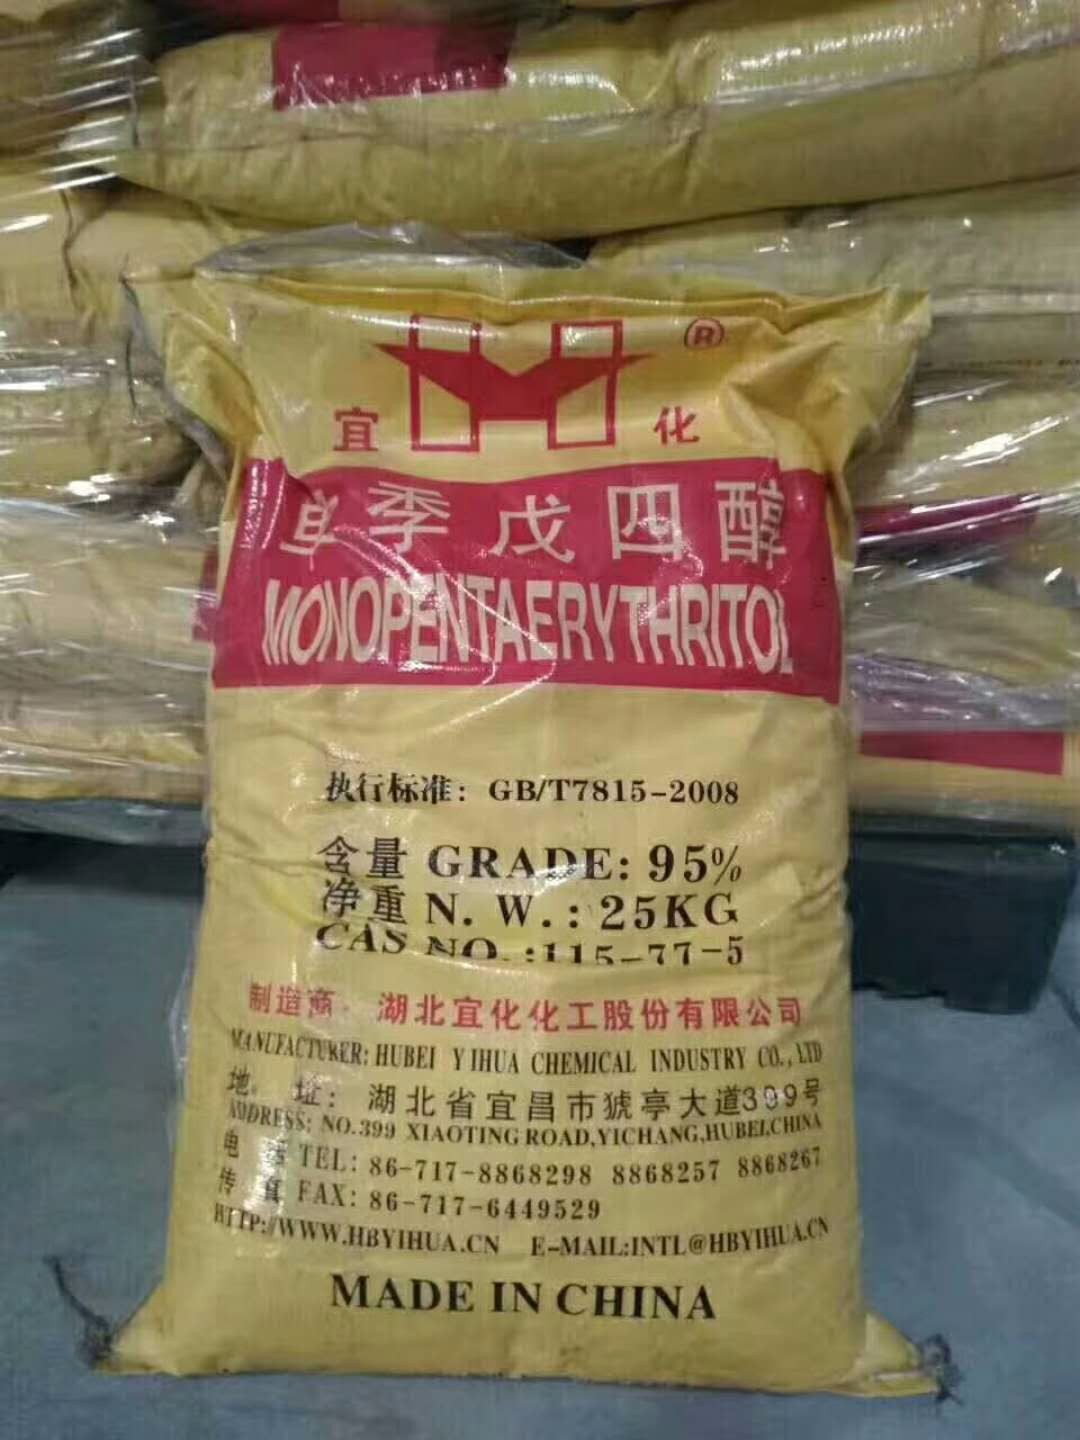 ®
宜 化
单季戊四醇
MONOPENTAERYTHRITOL
执行标准：GB/T7815-2008
含量 GRADE: 95%
净重 N. W.: 25KG
CAS NO.:115-77-5
制造商：湖北宜化化工股份有限公司
MANUFACTURER: HUBEI YIHUA CHEMICAL INDUSTRY CO., LTD
地 址：湖北省宜昌市猇亭大道399号
ADDRESS: NO.399 XIAOTING ROAD,YICHANG,HUBEI,CHINA
电 话 TEL: 86-717-8868298 8868257 8868267
传 真 FAX: 86-717-6449529
HTTP://WWW.HBYIHUA.CN E-MAIL:INTL@HBYIHUA.CN
MADE IN CHINA